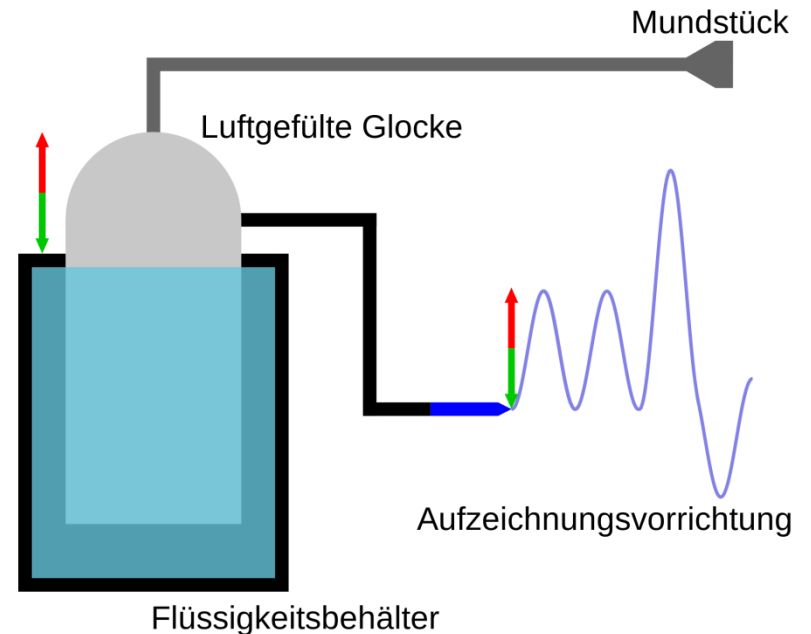 Mundstück
Luftgefülte Glocke
Aufzeichnungsvorrichtung
Flüssigkeitsbehälter